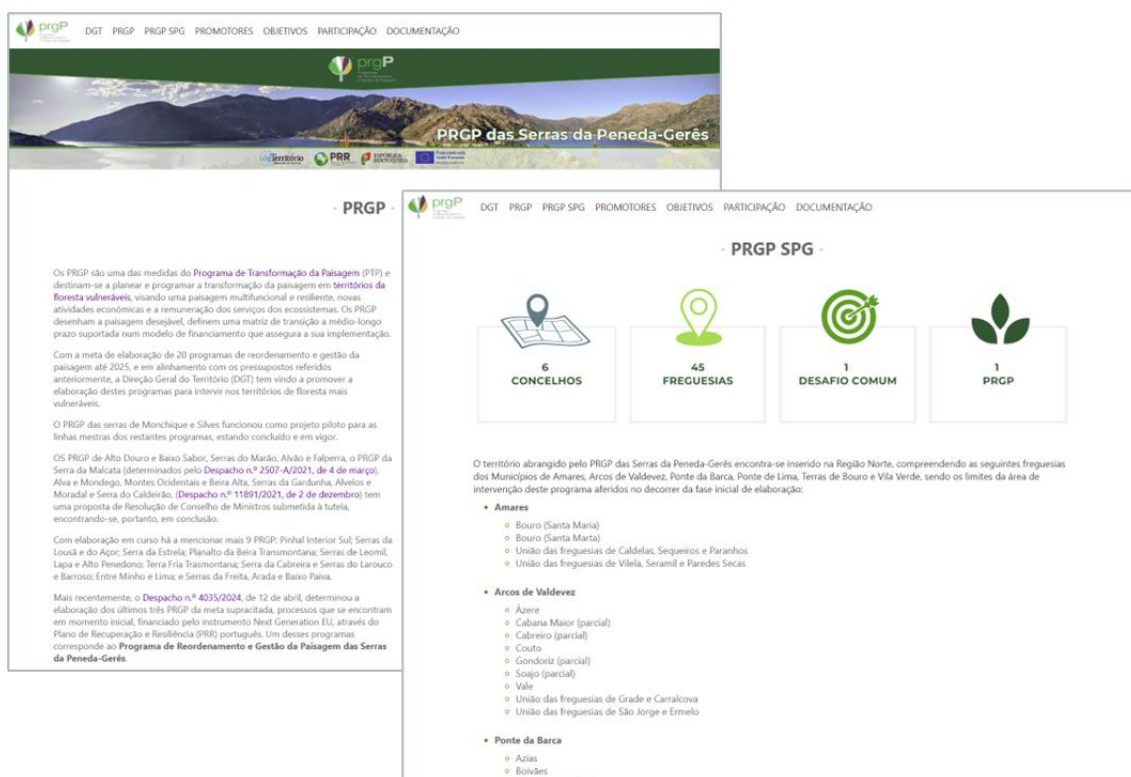 prgP
DGT PRGP PRGP SPG PROMOTORES OBJETIVOS PARTICIPAÇÃO DOCUMENTAÇÃO
prgP
PRGP das Serras da Peneda-Gerês
Território PRR REPÚBLICA PORTUGUESA
· PRGP ·
Os PRGP são uma das medidas do Programa de Transformação da Paisagem (PTP) e
destinam-se a planear e programar a transformação da paisagem em territórios da
floresta vulneráveis, visando uma paisagem multifuncional e resiliente, novas
atividades económicas e a remuneração dos serviços dos ecossistemas. Os PRGP
desenham a paisagem desejável, definem uma matriz de transição a médio-longo
prazo suportada num modelo de financiamento que assegura a sua implementação.
Com a meta de elaboração de 20 programas de reordenamento e gestão da
paisagem até 2025, e em alinhamento com os pressupostos referidos
anteriormente, a Direção Geral do Território (DGT) tem vindo a promover a
elaboração destes programas para intervir nos territórios de floresta mais
vulneráveis.
O PRGP das serras de Monchique e Silves funcionou como projeto piloto para as
linhas mestras dos restantes programas, estando concluído e em vigor.
OS PRGP de Alto Douro e Baixo Sabor, Serras do Marão, Alvão e Falperra, o PRGP da
Serra da Malcata (determinados pelo Despacho n.º 2507-A/2021, de 4 de março),
Alva e Mondego, Montes Ocidentais e Beira Alta, Serras da Gardunha, Alvelos e
Moradal e Serra do Caldeirão, (Despacho n.º 11891/2021, de 2 de dezembro) tem
uma proposta de Resolução de Conselho de Ministros submetida à tutela,
encontrando-se, portanto, em conclusão.
Com elaboração em curso há a mencionar mais 9 PRGP: Pinhal Interior Sul; Serras da
Lousã e do Açor; Serra da Estrela; Planalto da Beira Transmontana; Serras de Leomil,
Lapa e Alto Penedono; Terra Fria Trasmontana; Serra da Cabreira e Serras do Larouco
e Barroso; Entre Minho e Lima; e Serras da Freita, Arada e Baixo Paiva.
Mais recentemente, o Despacho n.º 4035/2024, de 12 de abril, determinou a
elaboração dos últimos três PRGP da meta supracitada, processos que se encontram
em momento inicial, financiado pelo instrumento Next Generation EU, através do
Plano de Recuperação e Resiliência (PRR) português. Um desses programas
corresponde ao Programa de Reordenamento e Gestão da Paisagem das Serras
da Peneda-Gerês.
prgP
DGT PRGP PRGP SPG PROMOTORES OBJETIVOS PARTICIPAÇÃO DOCUMENTAÇÃO
· PRGP SPG ·
6
CONCELHOS
45
FREGUESIAS
1
DESAFIO COMUM
1
PRGP
O território abrangido pelo PRGP das Serras da Peneda-Gerês encontra-se inserido na Região Norte, compreendendo as seguintes freguesias
dos Municípios de Amares, Arcos de Valdevez, Ponte da Barca, Ponte de Lima, Terras de Bouro e Vila Verde, sendo os limites da área de
intervenção deste programa aferidos no decorrer da fase inicial de elaboração:
• Amares
Bouro (Santa Maria)
Bouro (Santa Marta)
União das freguesias de Caldelas, Sequeiros e Paranhos
União das freguesias de Vilela, Seramil e Paredes Secas
• Arcos de Valdevez
Ázere
Cabana Maior (parcial)
Cabreiro (parcial)
Couto
Gondoriz (parcial)
Soajo (parcial)
Vale
União das freguesias de Grade e Carralcova
União das freguesias de São Jorge e Ermelo
• Ponte da Barca
Azias
Boivães